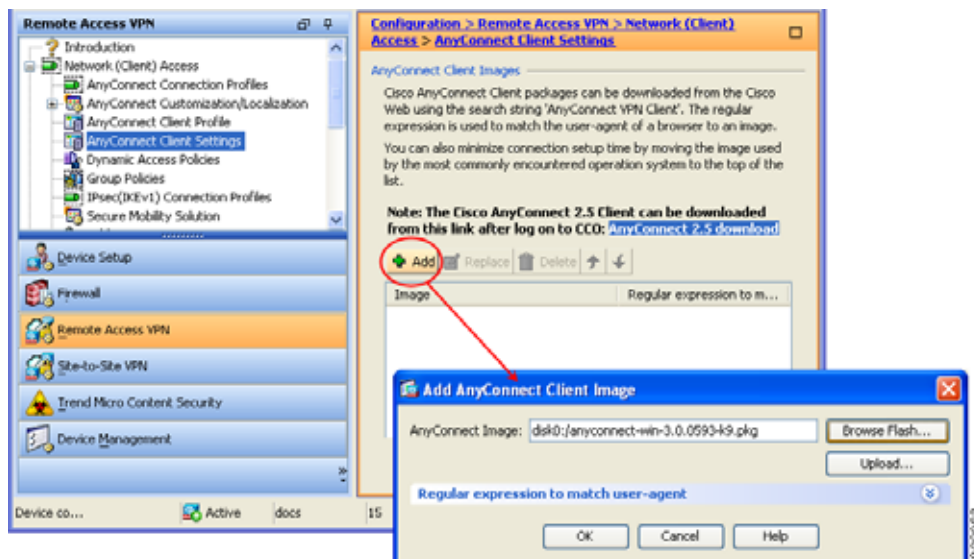 Remote Access VPN
Introduction
Network (Client) Access
AnyConnect Connection Profiles
AnyConnect Customization/Localization
AnyConnect Client Profile
AnyConnect Client Settings
Dynamic Access Policies
Group Policies
IPsec(IKEv1) Connection Profiles
Secure Mobility Solution
Device Setup
Firewall
Remote Access VPN
Site-to-Site VPN
Trend Micro Content Security
Device Management
Device co...
Active
docs
15
Configuration > Remote Access VPN > Network (Client)
Access > AnyConnect Client Settings
AnyConnect Client Images
Cisco AnyConnect Client packages can be downloaded from the Cisco
Web using the search string 'AnyConnect VPN Client'. The regular
expression is used to match the user-agent of a browser to an image.
You can also minimize connection setup time by moving the image used
by the most commonly encountered operation system to the top of the
list.
Note: The Cisco AnyConnect 2.5 Client can be downloaded
from this link after log on to CCO: AnyConnect 2.5 download
Add
Replace
Delete
Image
Regular expression to m...
Add AnyConnect Client Image
AnyConnect Image:
disk0:/anyconnect-win-3.0.0593-k9.pkg
Browse Flash...
Upload...
Regular expression to match user-agent
OK
Cancel
Help